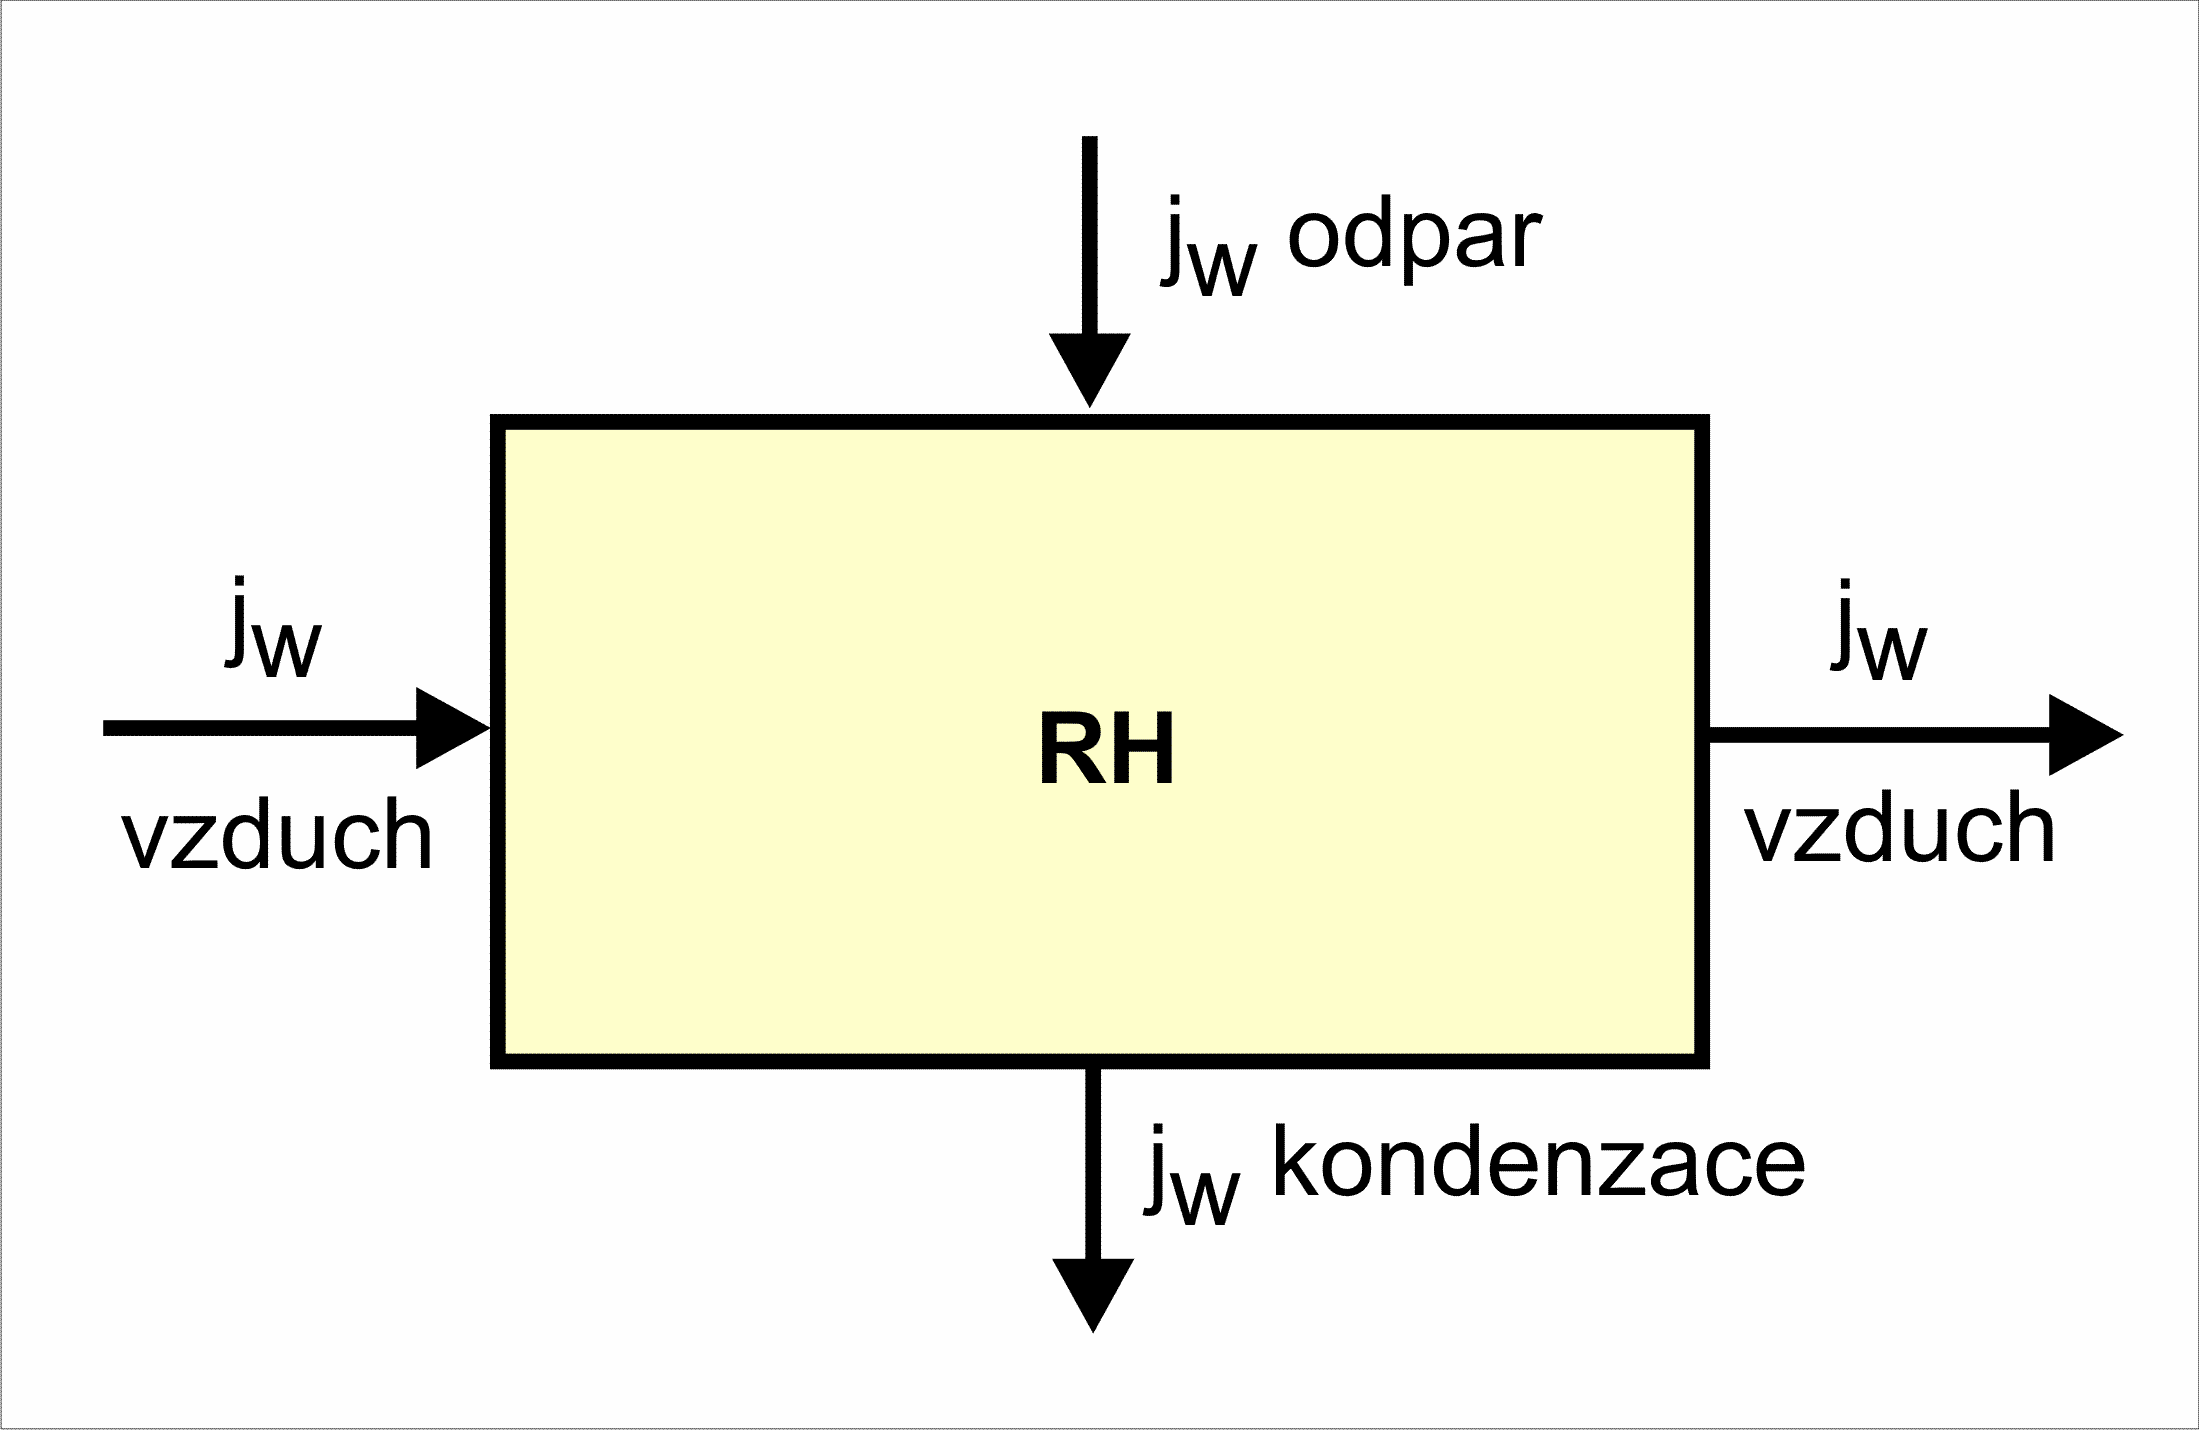 jw odpar
jw
vzduch
RH
jw
vzduch
jw kondenzace